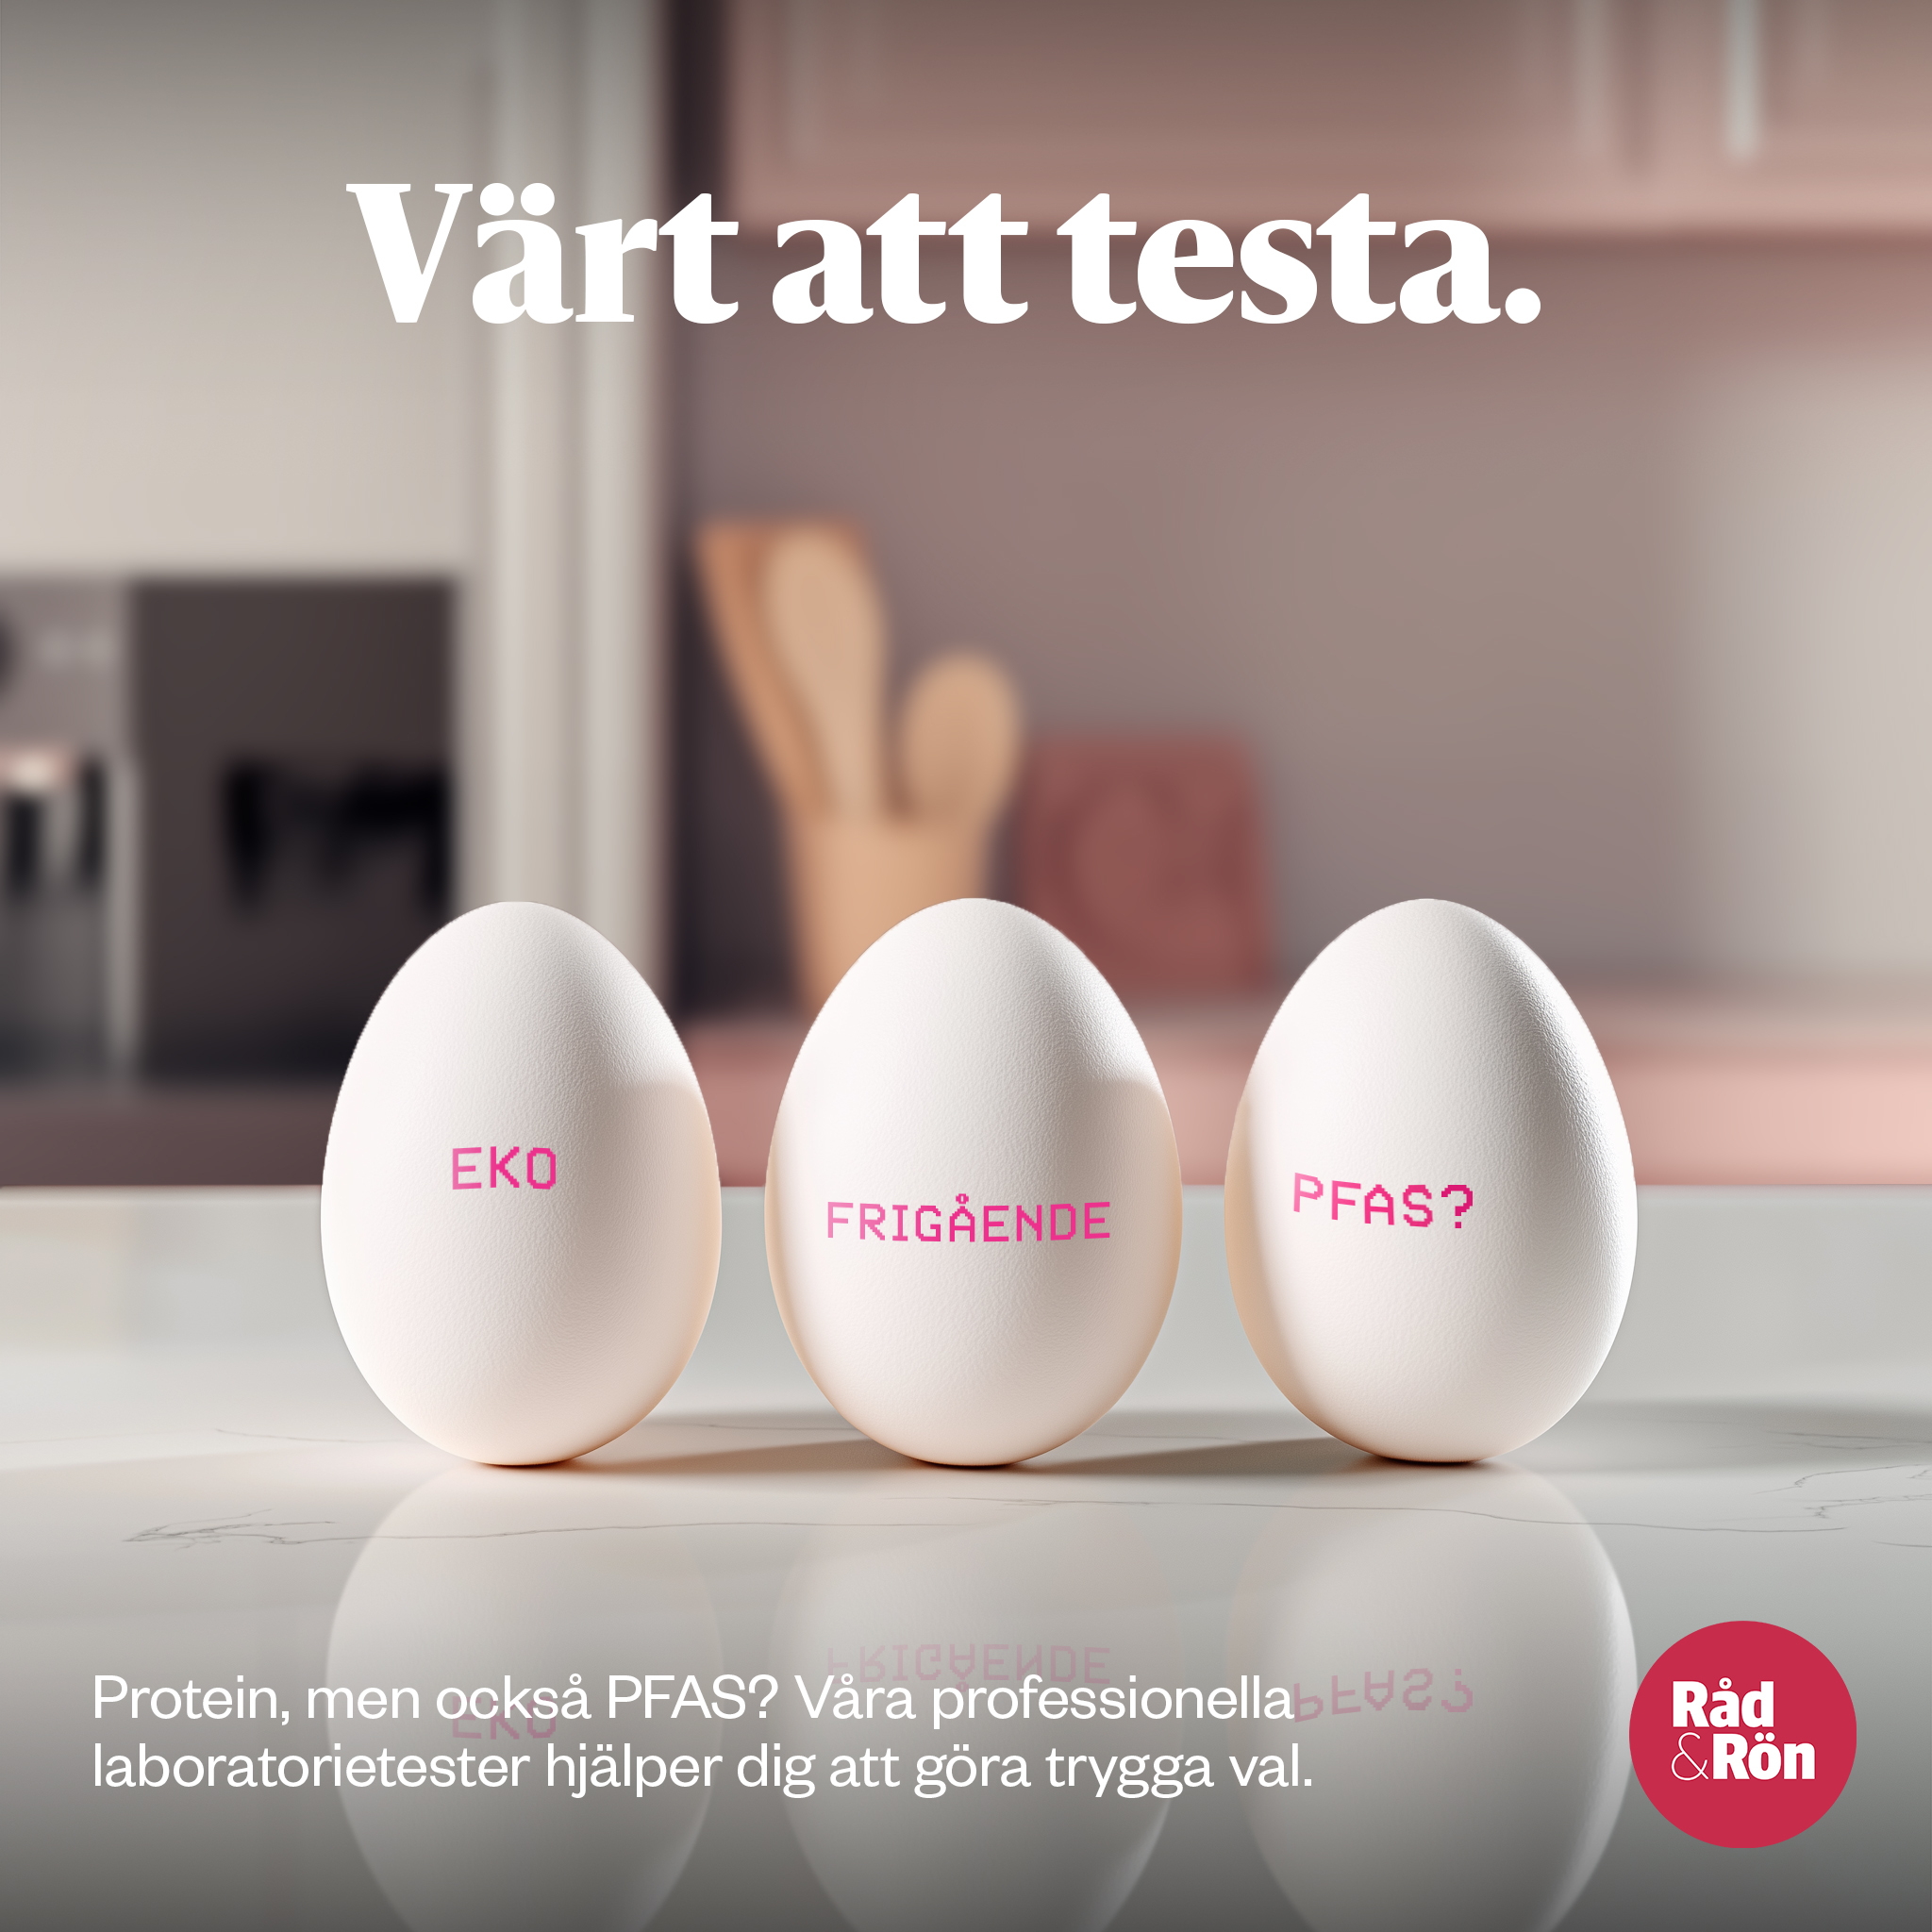 Värt att testa.
EKO
FRIGÅENDE
PFAS?
Protein, men också PFAS? Våra professionella
laboratorietester hjälper dig att göra trygga val.
Råd
&Rön